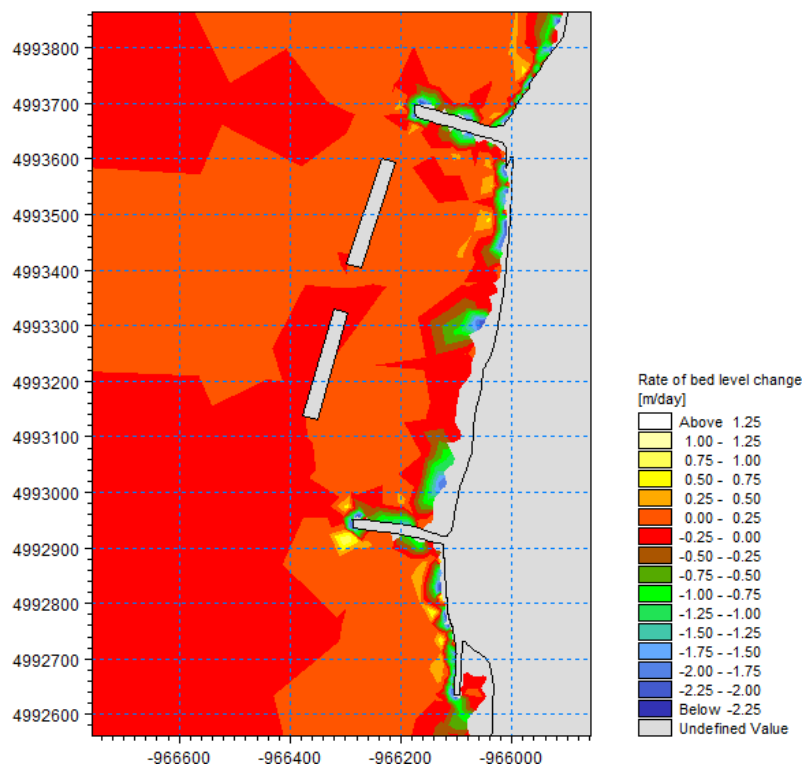 4993800
4993700
4993600
4993500
4993400
4993300
4993200
4993100
4993000
4992900
4992800
4992700
4992600
-966600 -966400 -966200 -966000
Rate of bed level change
[m/day]
Above 1.25
1.00 - 1.25
0.75 - 1.00
0.50 - 0.75
0.25 - 0.50
0.00 - 0.25
-0.25 - 0.00
-0.50 - -0.25
-0.75 - -0.50
-1.00 - -0.75
-1.25 - -1.00
-1.50 - -1.25
-1.75 - -1.50
-2.00 - -1.75
-2.25 - -2.00
Below -2.25
Undefined Value